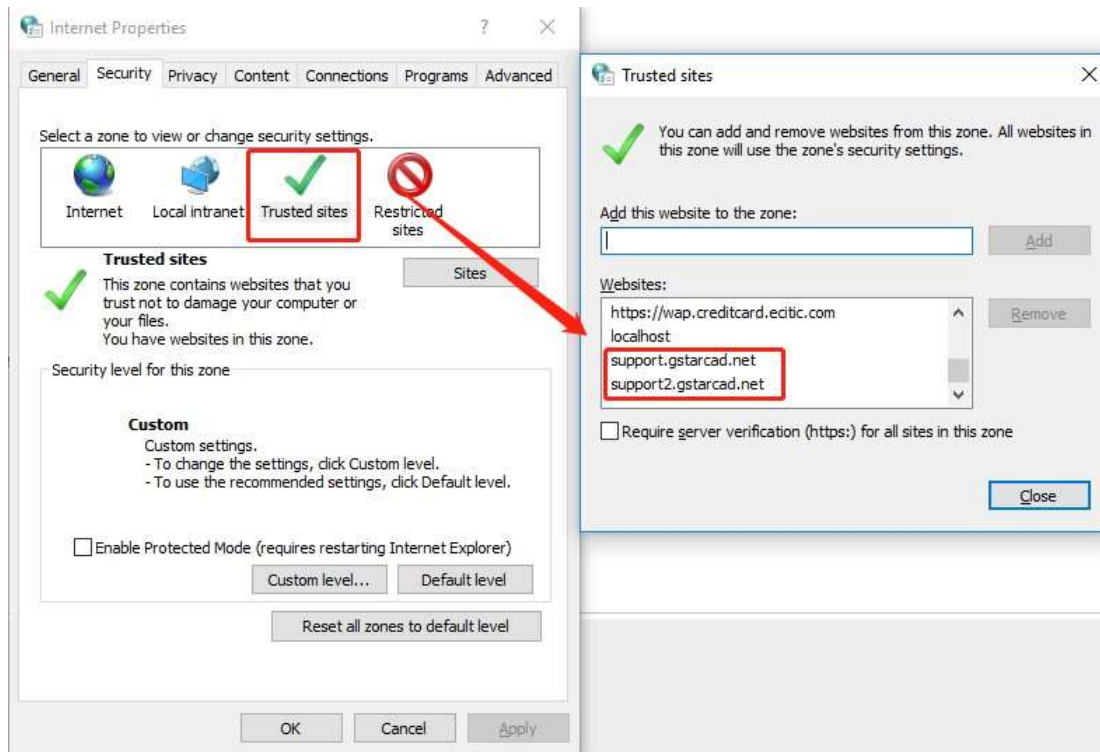 Internet Properties
General Security Privacy Content Connections Programs Advanced
Select a zone to view or change security settings.
Internet
Local intranet
Trusted sites
Restricted
sites
Trusted sites
This zone contains websites that you
trust not to damage your computer or
your files.
You have websites in this zone.
Sites
Security level for this zone
Custom
Custom settings.
- To change the settings, click Custom level.
- To use the recommended settings, click Default level.
Enable Protected Mode (requires restarting Internet Explorer)
Custom level...
Default level
Reset all zones to default level
OK
Cancel
Apply
Trusted sites
You can add and remove websites from this zone. All websites in
this zone will use the zone's security settings.
Add this website to the zone:
Add
Websites:
https://wap.creditcard.ecitic.com
localhost
support.gstarcad.net
support2.gstarcad.net
Remove
Require server verification (https:) for all sites in this zone
Close